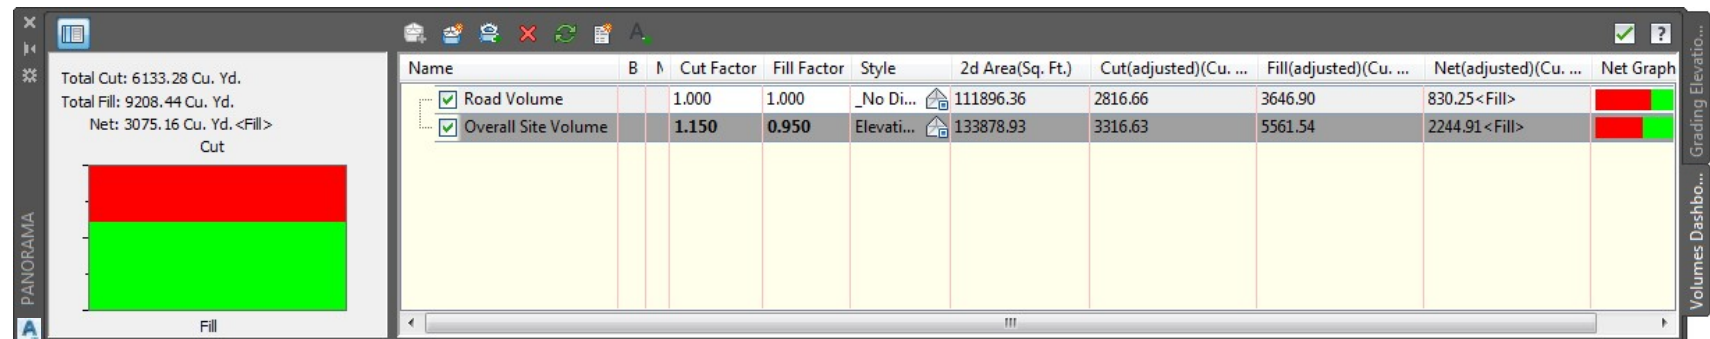 Total Cut: 6133.28 Cu. Yd.
Total Fill: 9208.44 Cu. Yd.
Net: 3075.16 Cu. Yd.<Fill>
Cut
Fill
Name B Cut Factor Fill Factor Style 2d Area(Sq. Ft.) Cut(adjusted)(Cu. ... Fill(adjusted)(Cu. ... Net(adjusted)(Cu. ... Net Graph
Road Volume 1.000 1.000 _No Di... 111896.36 2816.66 3646.90 830.25<Fill>
Overall Site Volume 1.150 0.950 Elevati... 133878.93 3316.63 5561.54 2244.91<Fill>
PANORAMA
Grading Elevatio...
Volumes Dashbo...